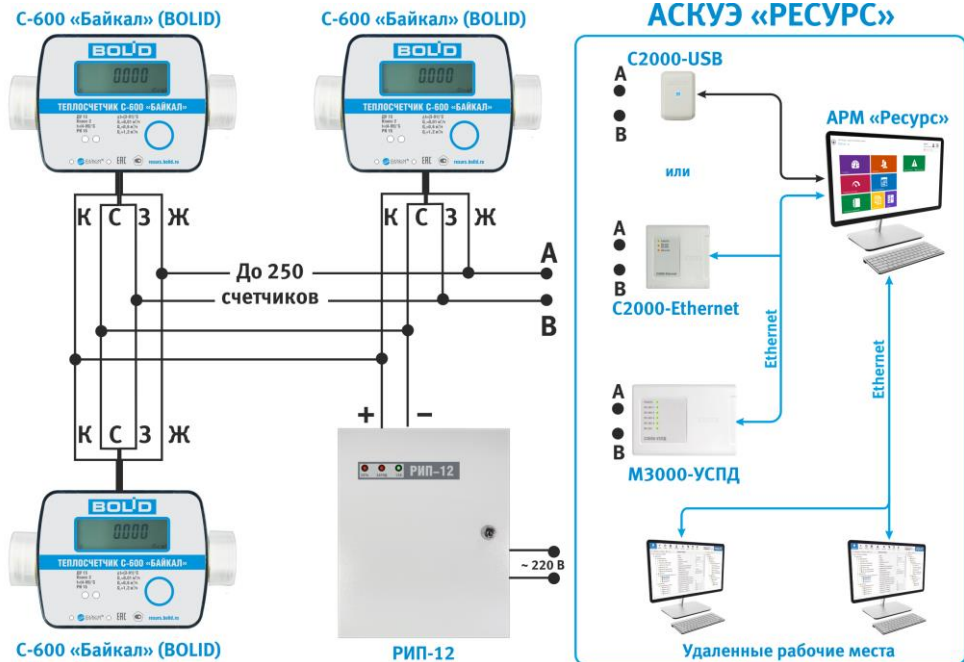 С-600 «Байкал» (BOLID)
С-600 «Байкал» (BOLID)
BOLID
0.000
ТЕПЛОСЧЕТЧИК С-600 «БАЙКАЛ»
BOLID
0.000
ТЕПЛОСЧЕТЧИК С-600 «БАЙКАЛ»
К С З Ж
К С З Ж
До 250
счетчиков
А
В
К С З Ж
+ −
РИП-12
~ 220 В
BOLID
0.000
ТЕПЛОСЧЕТЧИК С-600 «БАЙКАЛ»
С-600 «Байкал» (BOLID)
РИП-12
АСКУЭ «РЕСУРС»
С2000-USB
А
В
или
АРМ «Ресурс»
А
В
С2000-Ethernet
Ethernet
Ethernet
А
В
М3000-УСПД
Удаленные рабочие места